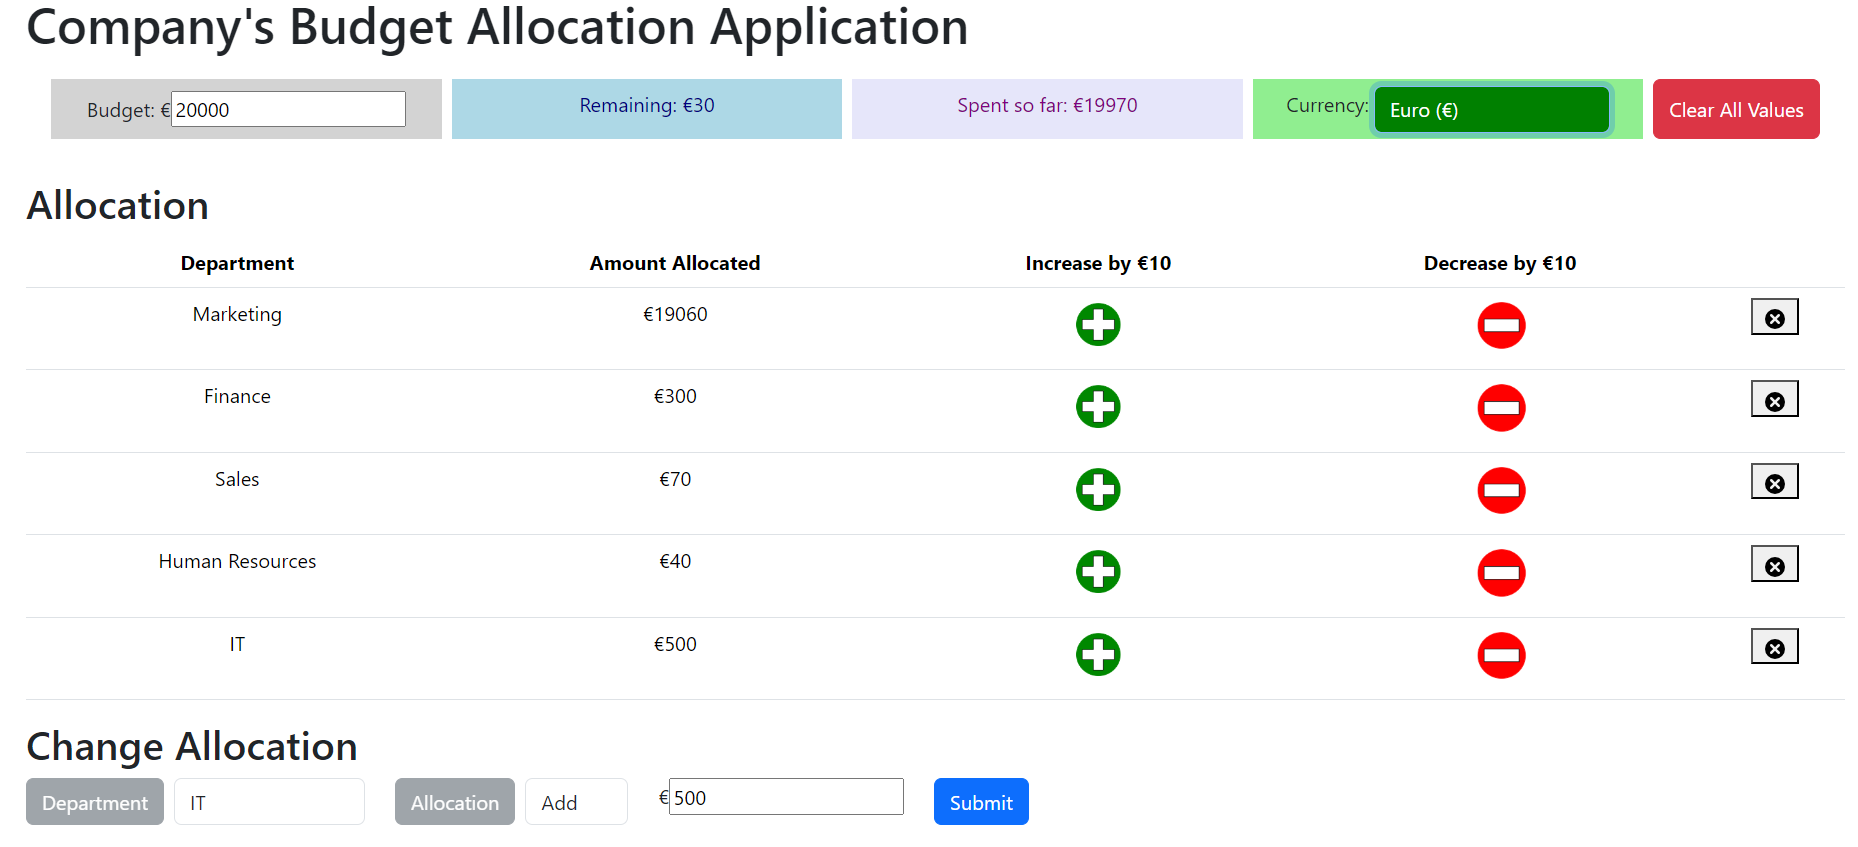 Company's Budget Allocation Application
Budget: €20000 Remaining: €30 Spent so far: €19970 Currency: Euro (€) Clear All Values
Allocation
Department Amount Allocated Increase by €10 Decrease by €10
Marketing €19060
Finance €300
Sales €70
Human Resources €40
IT €500
Change Allocation
Department IT Allocation Add €500 Submit